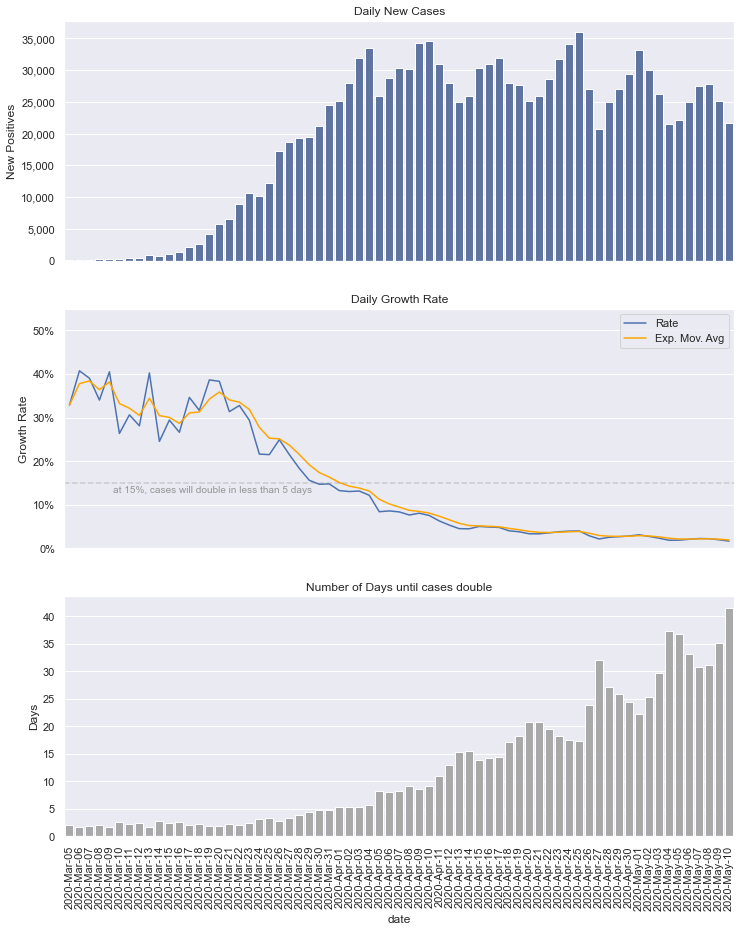 Daily New Cases
35,000
30,000
25,000
20,000
15,000
10,000
5,000
0
New Positives
Daily Growth Rate
50%
40%
30%
20%
10%
0%
Growth Rate
Rate
Exp. Mov. Avg
at 15%, cases will double in less than 5 days
Number of Days until cases double
40
35
30
25
20
15
10
5
0
Days
2020-Mar-05
2020-Mar-06
2020-Mar-07
2020-Mar-08
2020-Mar-09
2020-Mar-10
2020-Mar-11
2020-Mar-12
2020-Mar-13
2020-Mar-14
2020-Mar-15
2020-Mar-16
2020-Mar-17
2020-Mar-18
2020-Mar-19
2020-Mar-20
2020-Mar-21
2020-Mar-22
2020-Mar-23
2020-Mar-24
2020-Mar-25
2020-Mar-26
2020-Mar-27
2020-Mar-28
2020-Mar-29
2020-Mar-30
2020-Mar-31
2020-Apr-01
2020-Apr-02
2020-Apr-03
2020-Apr-04
2020-Apr-05
2020-Apr-06
2020-Apr-07
2020-Apr-08
2020-Apr-09
2020-Apr-10
2020-Apr-11
2020-Apr-12
2020-Apr-13
2020-Apr-14
2020-Apr-15
2020-Apr-16
2020-Apr-17
2020-Apr-18
2020-Apr-19
2020-Apr-20
2020-Apr-21
2020-Apr-22
2020-Apr-23
2020-Apr-24
2020-Apr-25
2020-Apr-26
2020-Apr-27
2020-Apr-28
2020-Apr-29
2020-Apr-30
2020-May-01
2020-May-02
2020-May-03
2020-May-04
2020-May-05
2020-May-06
2020-May-07
2020-May-08
2020-May-09
2020-May-10
date